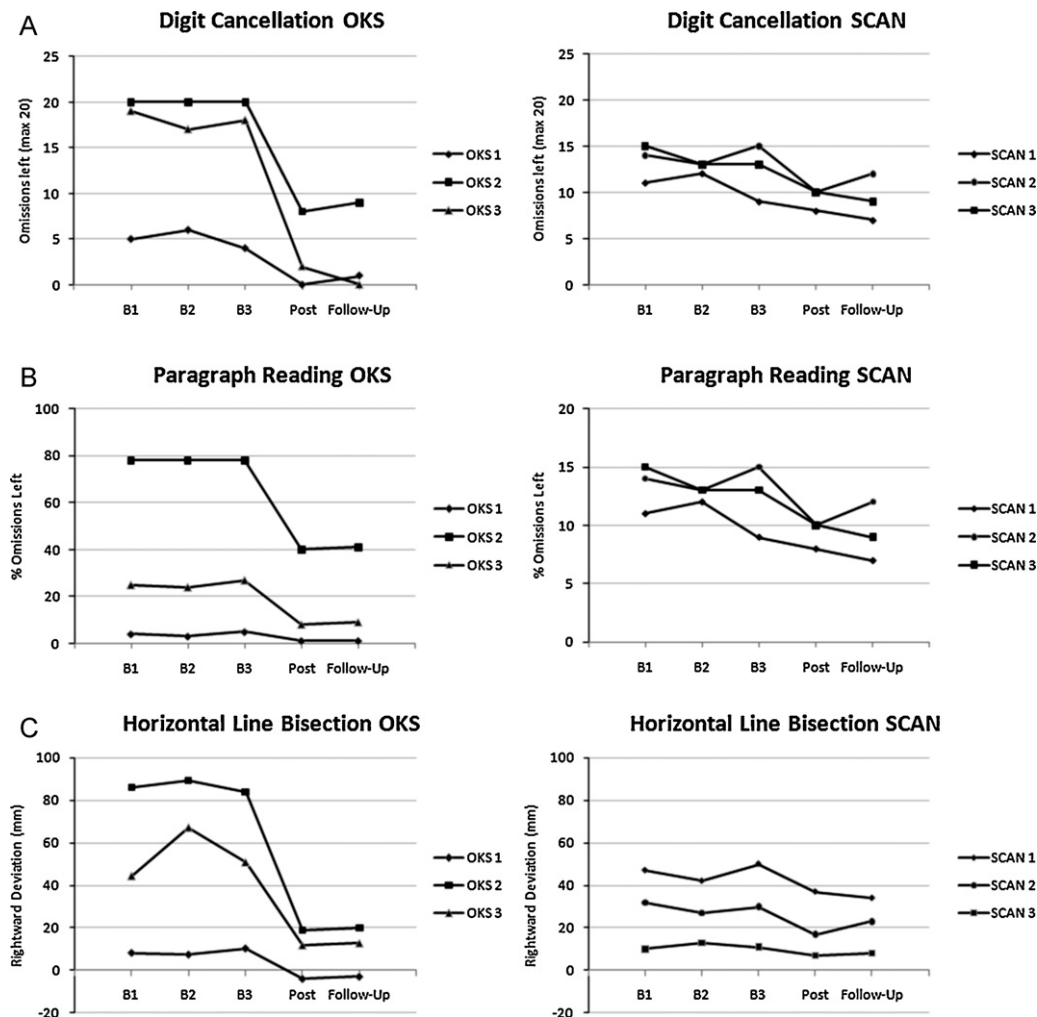 A
Digit Cancellation OKS
Omissions left (max 20)
25
20
15
10
5
0
B1 B2 B3 Post Follow-Up
OKS 1
OKS 2
OKS 3
Digit Cancellation SCAN
Omissions left (max 20)
25
20
15
10
5
0
B1 B2 B3 Post Follow-Up
SCAN 1
SCAN 2
SCAN 3
B
Paragraph Reading OKS
% Omissions Left
100
80
60
40
20
0
B1 B2 B3 Post Follow-Up
OKS 1
OKS 2
OKS 3
Paragraph Reading SCAN
% Omissions Left
20
15
10
5
0
B1 B2 B3 Post Follow-Up
SCAN 1
SCAN 2
SCAN 3
C
Horizontal Line Bisection OKS
Rightward Deviation (mm)
100
80
60
40
20
0
-20
B1 B2 B3 Post Follow-Up
OKS 1
OKS 2
OKS 3
Horizontal Line Bisection SCAN
Rightward Deviation (mm)
100
80
60
40
20
0
-20
B1 B2 B3 Post Follow-Up
SCAN 1
SCAN 2
SCAN 3